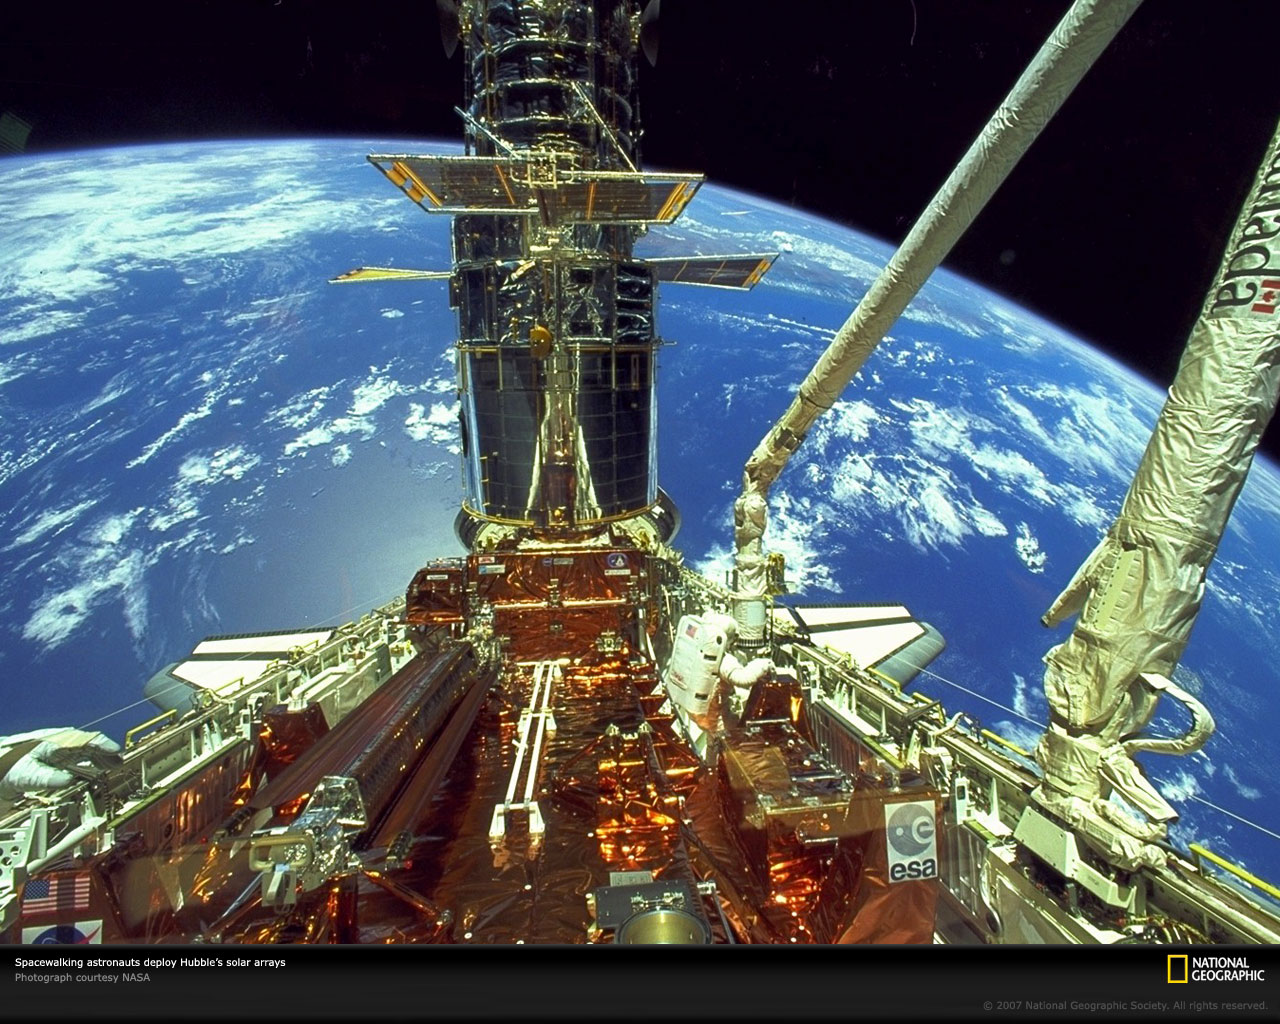 Canada
esa
Spacewalking astronauts deploy Hubble's solar arrays
Photograph courtesy NASA
NATIONAL
GEOGRAPHIC
© 2007 National Geographic Society. All rights reserved.